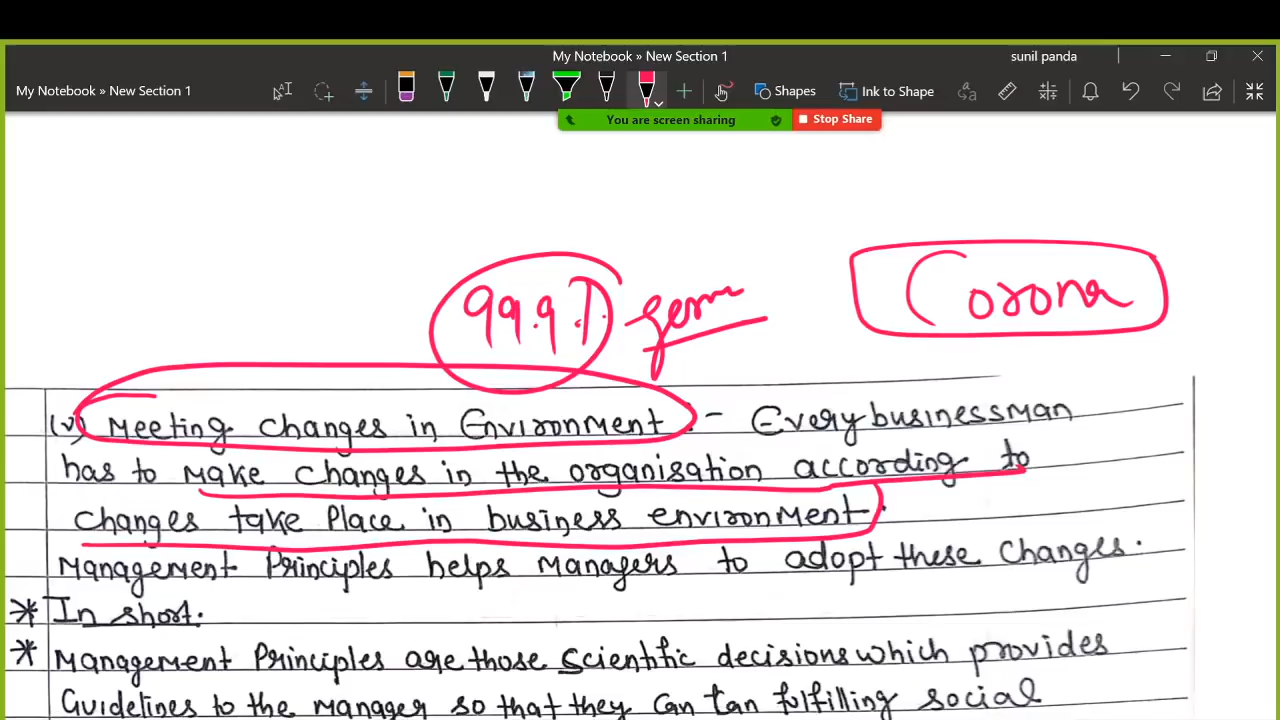 My Notebook » New Section 1
sunil panda
My Notebook » New Section 1
Shapes
Ink to Shape
You are screen sharing
Stop Share
99.9% germ
Corona
(v) Meeting changes in Environment :- Every businessman
has to make changes in the organisation according to
changes take place in business environment.
Management Principles helps managers to adopt these changes.
* In short.
* Management Principles are those scientific decisions which provides
Guidelines to the manager so that they can tan fulfilling social